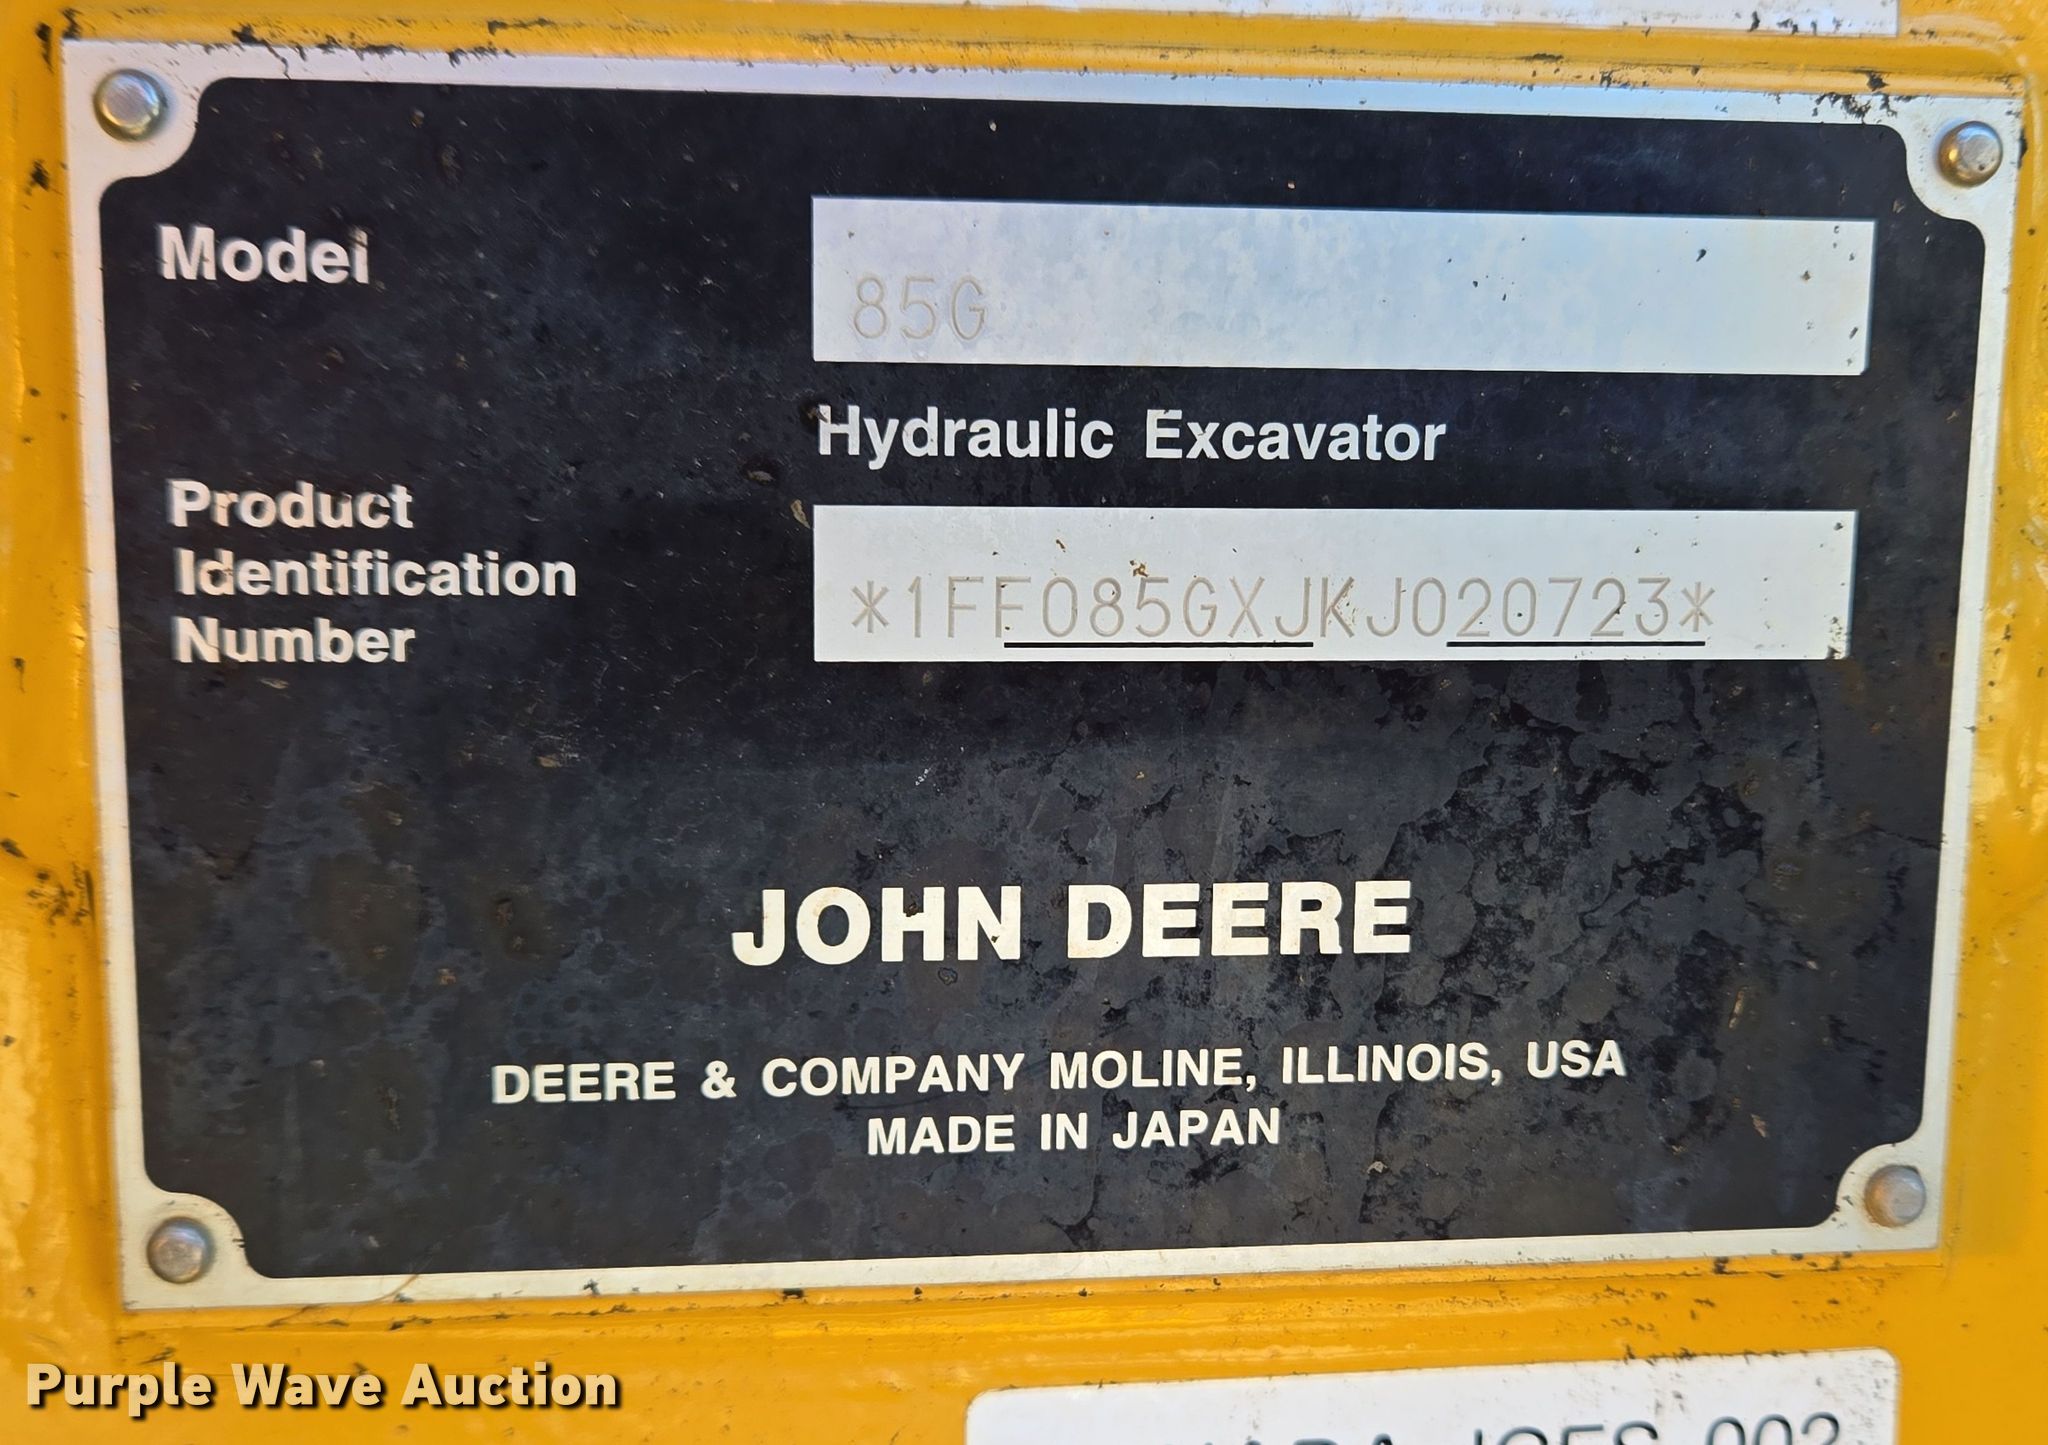 Model
85G
Hydraulic Excavator
Product
Identification
Number
*1FF085GXJKJ020723*
JOHN DEERE
DEERE & COMPANY MOLINE, ILLINOIS, USA
MADE IN JAPAN
Purple Wave Auction
002